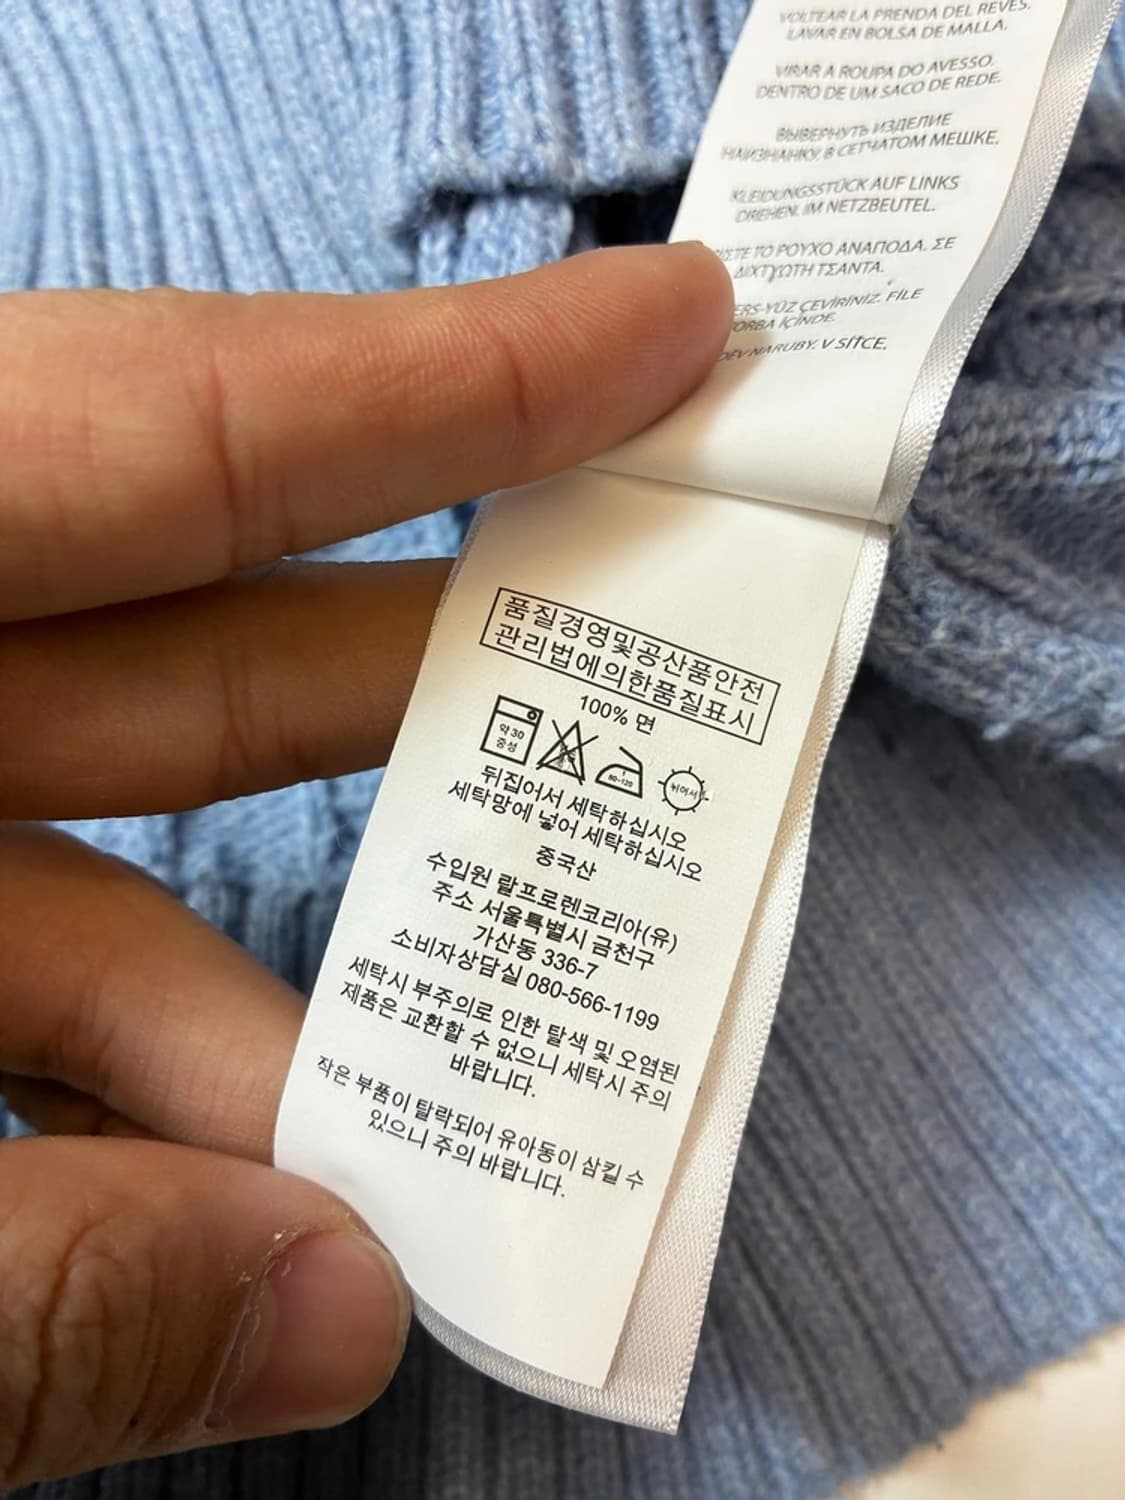 VOLTEAR LA PRENDA DEL REVÉS.
LAVAR EN BOLSA DE MALLA.
VIRAR A ROUPA DO AVESSO.
DENTRO DE UM SACO DE REDE.
ВЫВЕРНУТЬ ИЗДЕЛИЕ
НАИЗНАНКУ. В СЕТЧАТОМ МЕШКЕ.
KLEIDUNGSSTÜCK AUF LINKS
DREHEN. IM NETZBEUTEL.
ΤΟ ΡΟΥΧΟ ΑΝΑΠΟΔΑ. ΣΕ
ΔΙΧΤΥΩΤΗ ΤΣΑΝΤΑ.
ÇEVİRİNİZ. FILE
İÇİNDE.
NARUBY. V SÍŤCE.
품질경영및공산품안전
관리법에의한품질표시
100% 면
약 30
중성
80~120
뉘어서
뒤집어서 세탁하십시오
세탁망에 넣어 세탁하십시오
중국산
수입원 랄프로렌코리아(유)
주소 서울특별시 금천구
가산동 336-7
소비자상담실 080-566-1199
세탁시 부주의로 인한 탈색 및 오염된
제품은 교환할 수 없으니 세탁시 주의
바랍니다.
작은 부품이 탈락되어 유아동이 삼킬 수
있으니 주의 바랍니다.